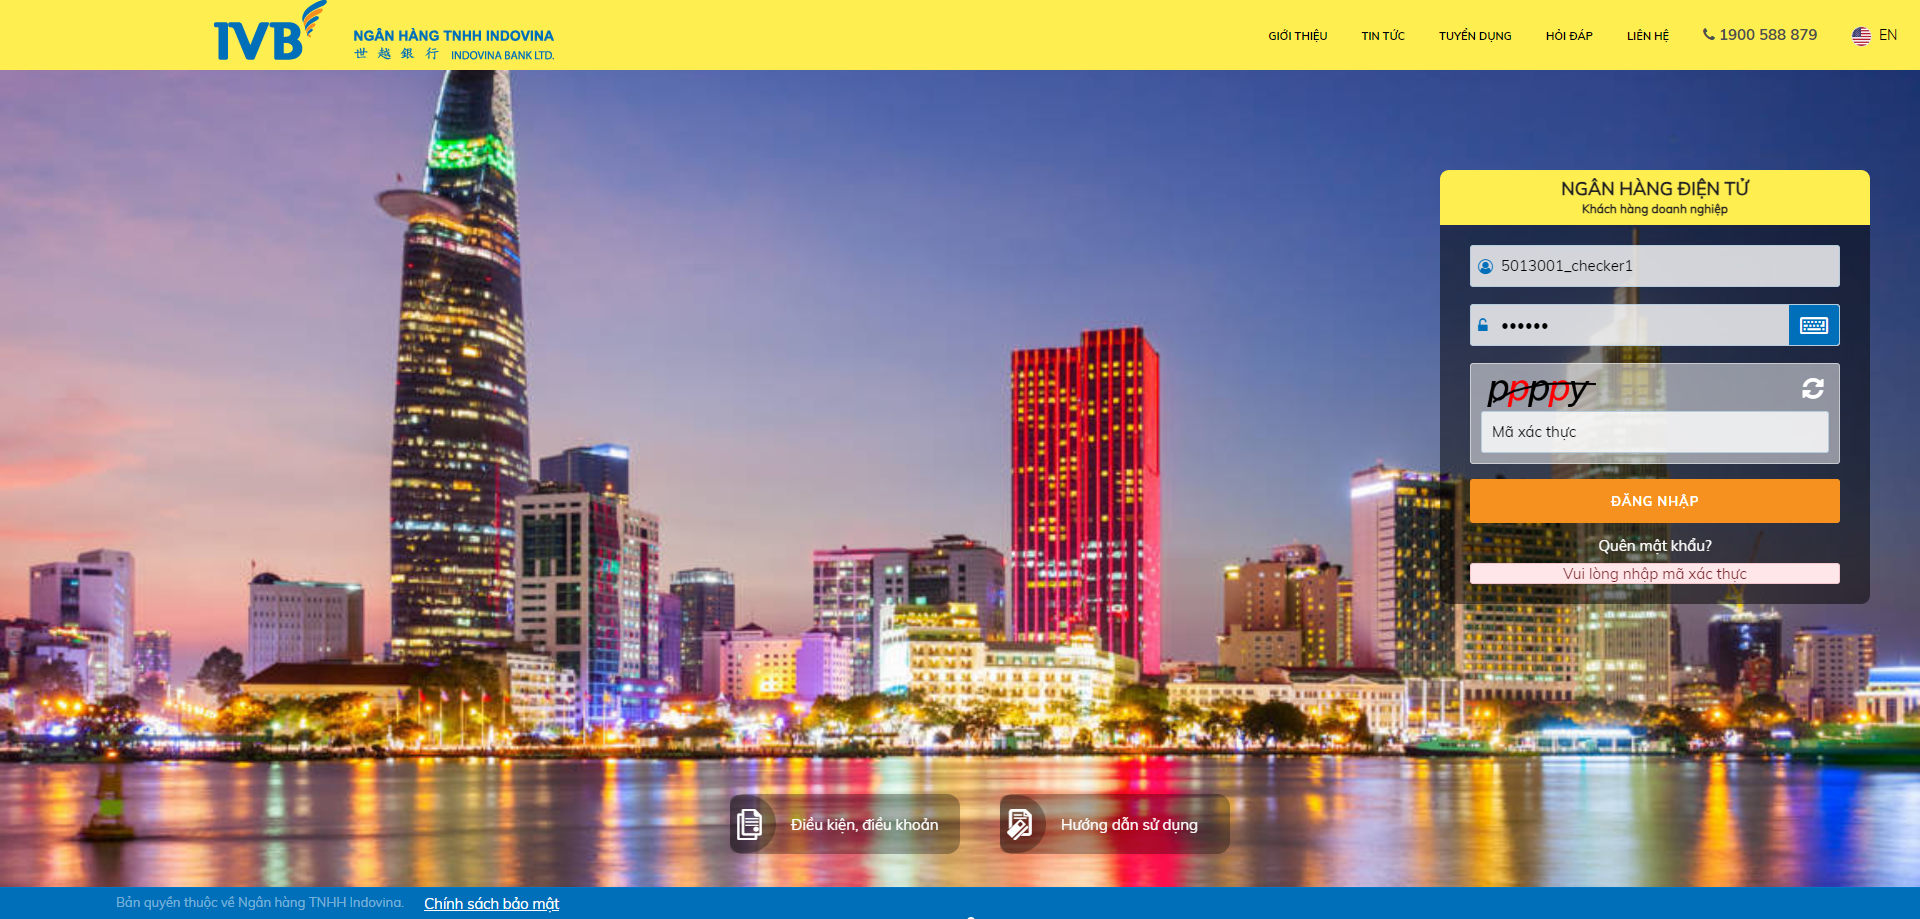 IVB
NGÂN HÀNG TNHH INDOVINA
世越銀行 INDOVINA BANK LTD.
GIỚI THIỆU
TIN TỨC
TUYỂN DỤNG
HỎI ĐÁP
LIÊN HỆ
1900 588 879
EN
NGÂN HÀNG ĐIỆN TỬ
Khách hàng doanh nghiệp
5013001_checker1
••••••
ppppy
Mã xác thực
ĐĂNG NHẬP
Quên mật khẩu?
Vui lòng nhập mã xác thực
Điều kiện, điều khoản
Hướng dẫn sử dụng
Bản quyền thuộc về Ngân hàng TNHH Indovina.
Chính sách bảo mật